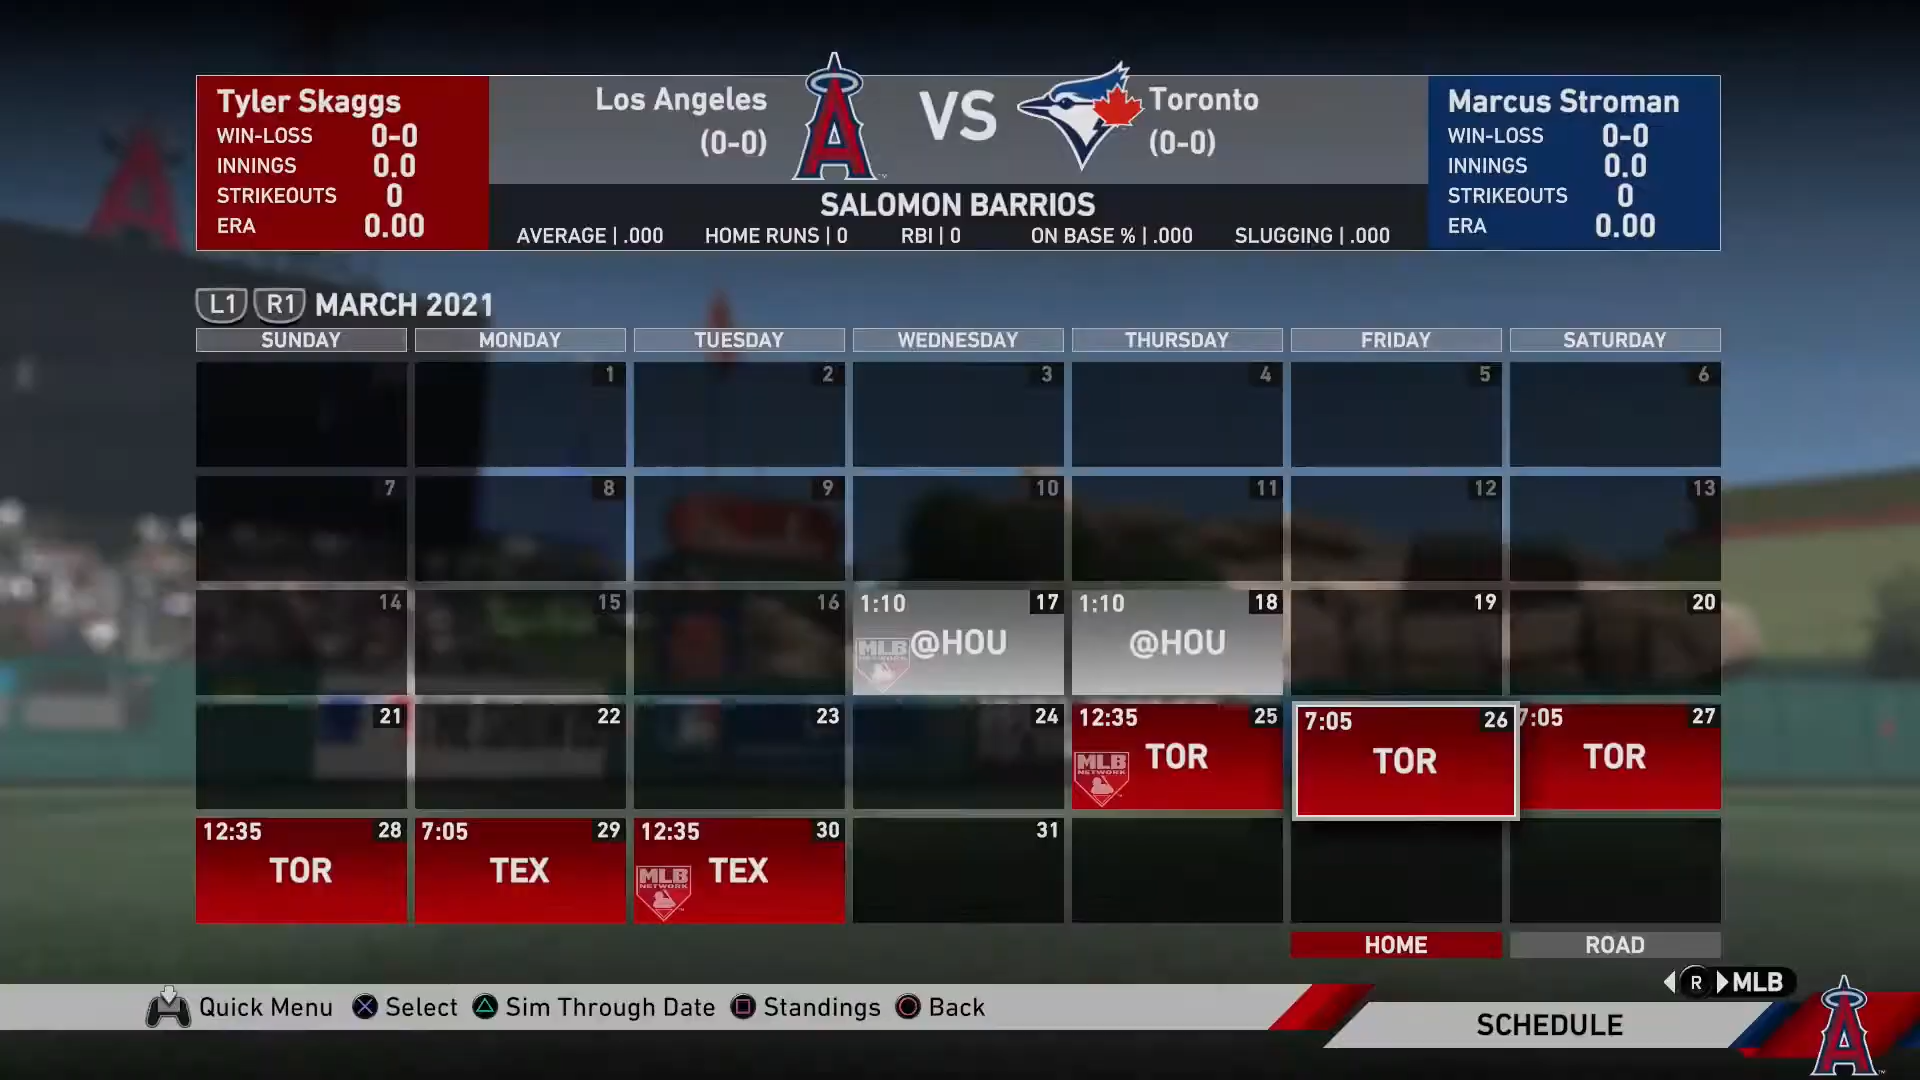 Tyler Skaggs
WIN-LOSS 0-0
INNINGS 0.0
STRIKEOUTS 0
ERA 0.00
Los Angeles
(0-0)
VS
Toronto
(0-0)
SALOMON BARRIOS
AVERAGE | .000 HOME RUNS | 0 RBI | 0 ON BASE % | .000 SLUGGING | .000
Marcus Stroman
WIN-LOSS 0-0
INNINGS 0.0
STRIKEOUTS 0
ERA 0.00
L1 R1 MARCH 2021
SUNDAY MONDAY TUESDAY WEDNESDAY THURSDAY FRIDAY SATURDAY
1 2 3 4 5 6
7 8 9 10 11 12 13
14 15 16 1:10 17 1:10 18 19 20
MLB NETWORK @HOU @HOU
21 22 23 24 12:35 25 7:05 26 7:05 27
MLB NETWORK TOR TOR TOR
12:35 28 7:05 29 12:35 30 31
TOR TEX MLB NETWORK TEX
HOME ROAD
R MLB
Quick Menu Select Sim Through Date Standings Back
SCHEDULE